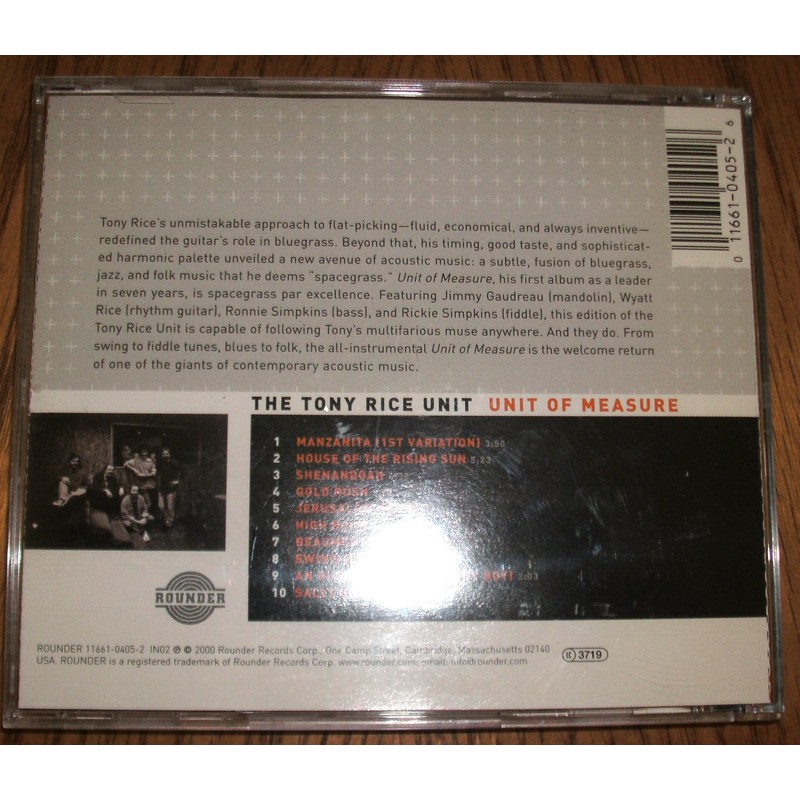 Tony Rice's unmistakable approach to flat-picking—fluid, economical, and always inventive—
redefined the guitar's role in bluegrass. Beyond that, his timing, good taste, and sophisticat-
ed harmonic palette unveiled a new avenue of acoustic music: a subtle, fusion of bluegrass,
jazz, and folk music that he deems "spacegrass." Unit of Measure, his first album as a leader
in seven years, is spacegrass par excellence. Featuring Jimmy Gaudreau (mandolin), Wyatt
Rice (rhythm guitar), Ronnie Simpkins (bass), and Rickie Simpkins (fiddle), this edition of the
Tony Rice Unit is capable of following Tony's multifarious muse anywhere. And they do. From
swing to fiddle tunes, blues to folk, the all-instrumental Unit of Measure is the welcome return
of one of the giants of contemporary acoustic music.
0 11661-0405-2 6
THE TONY RICE UNIT UNIT OF MEASURE
1 MANZANITA (1ST VARIATION) 3:50
2 HOUSE OF THE RISING SUN 5:23
3 SHENANDOAH
4 GOLD RUSH
5
6 HIGH
7
8
9 AN 2:03
10
ROUNDER
ROUNDER 11661-0405-2 IN02 ℗ © 2000 Rounder Records Corp., One Camp Street, Cambridge, Massachusetts 02140
USA. ROUNDER is a registered trademark of Rounder Records Corp. www.rounder.com; email: info@rounder.com
LC 3719